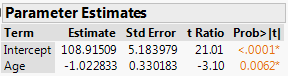 Parameter Estimates
Term Estimate Std Error t Ratio Prob>|t|
Intercept 108.91509 5.183979 21.01 <.0001*
Age -1.022833 0.330183 -3.10 0.0062*